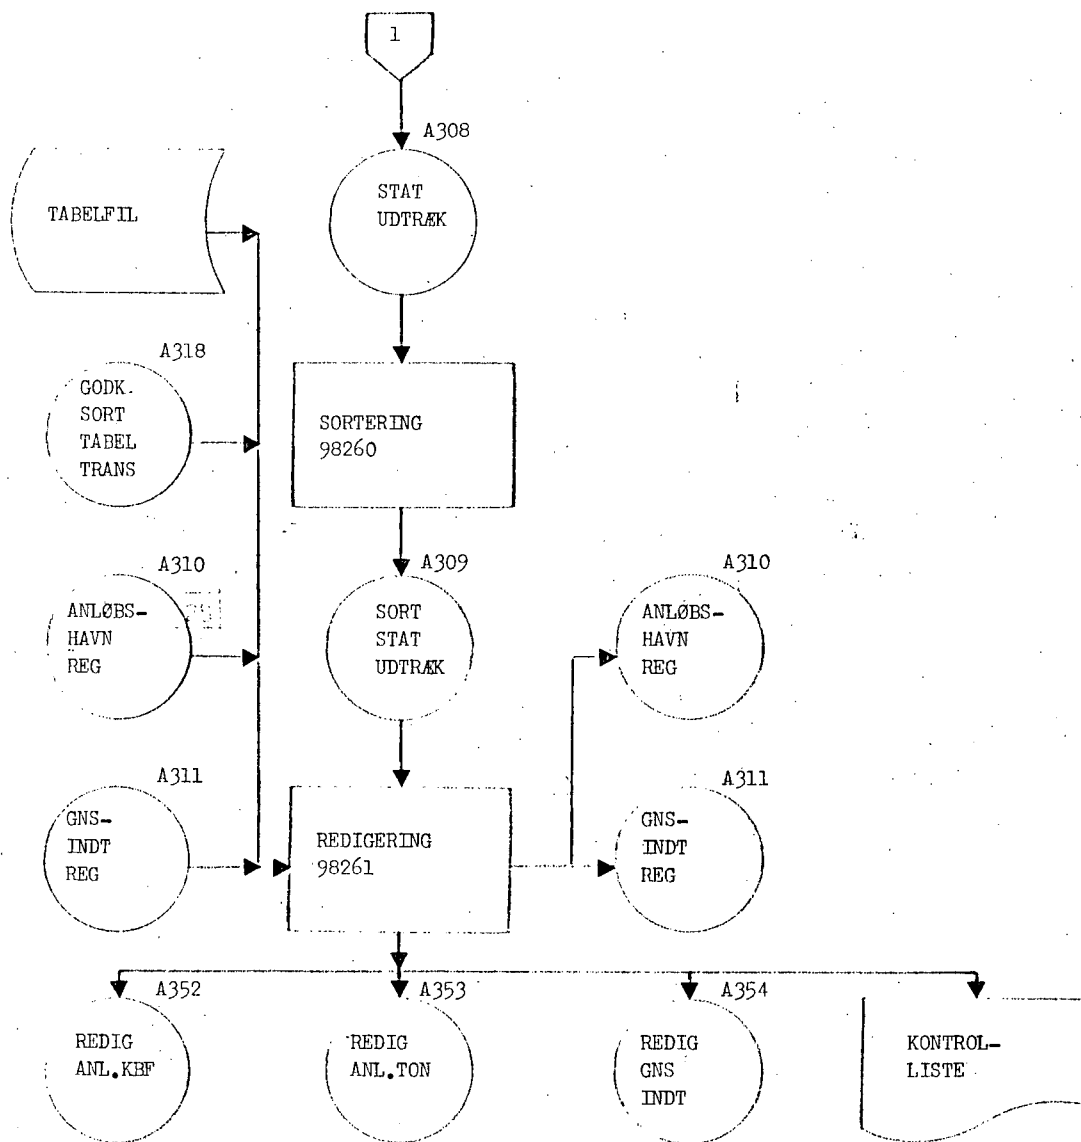 1
A308
STAT
UDTRÆK
TABELFIL
A318
GODK.
SORT
TABEL
TRANS
SORTERING
98260
A310
ANLØBS-
HAVN
REG
A309
SORT
STAT
UDTRÆK
A310
ANLØBS-
HAVN
REG
A311
GNS-
INDT
REG
REDIGERING
98261
A311
GNS-
INDT
REG
A352
REDIG
ANL.KBF
A353
REDIG
ANL.TON
A354
REDIG
GNS
INDT
KONTROL-
LISTE